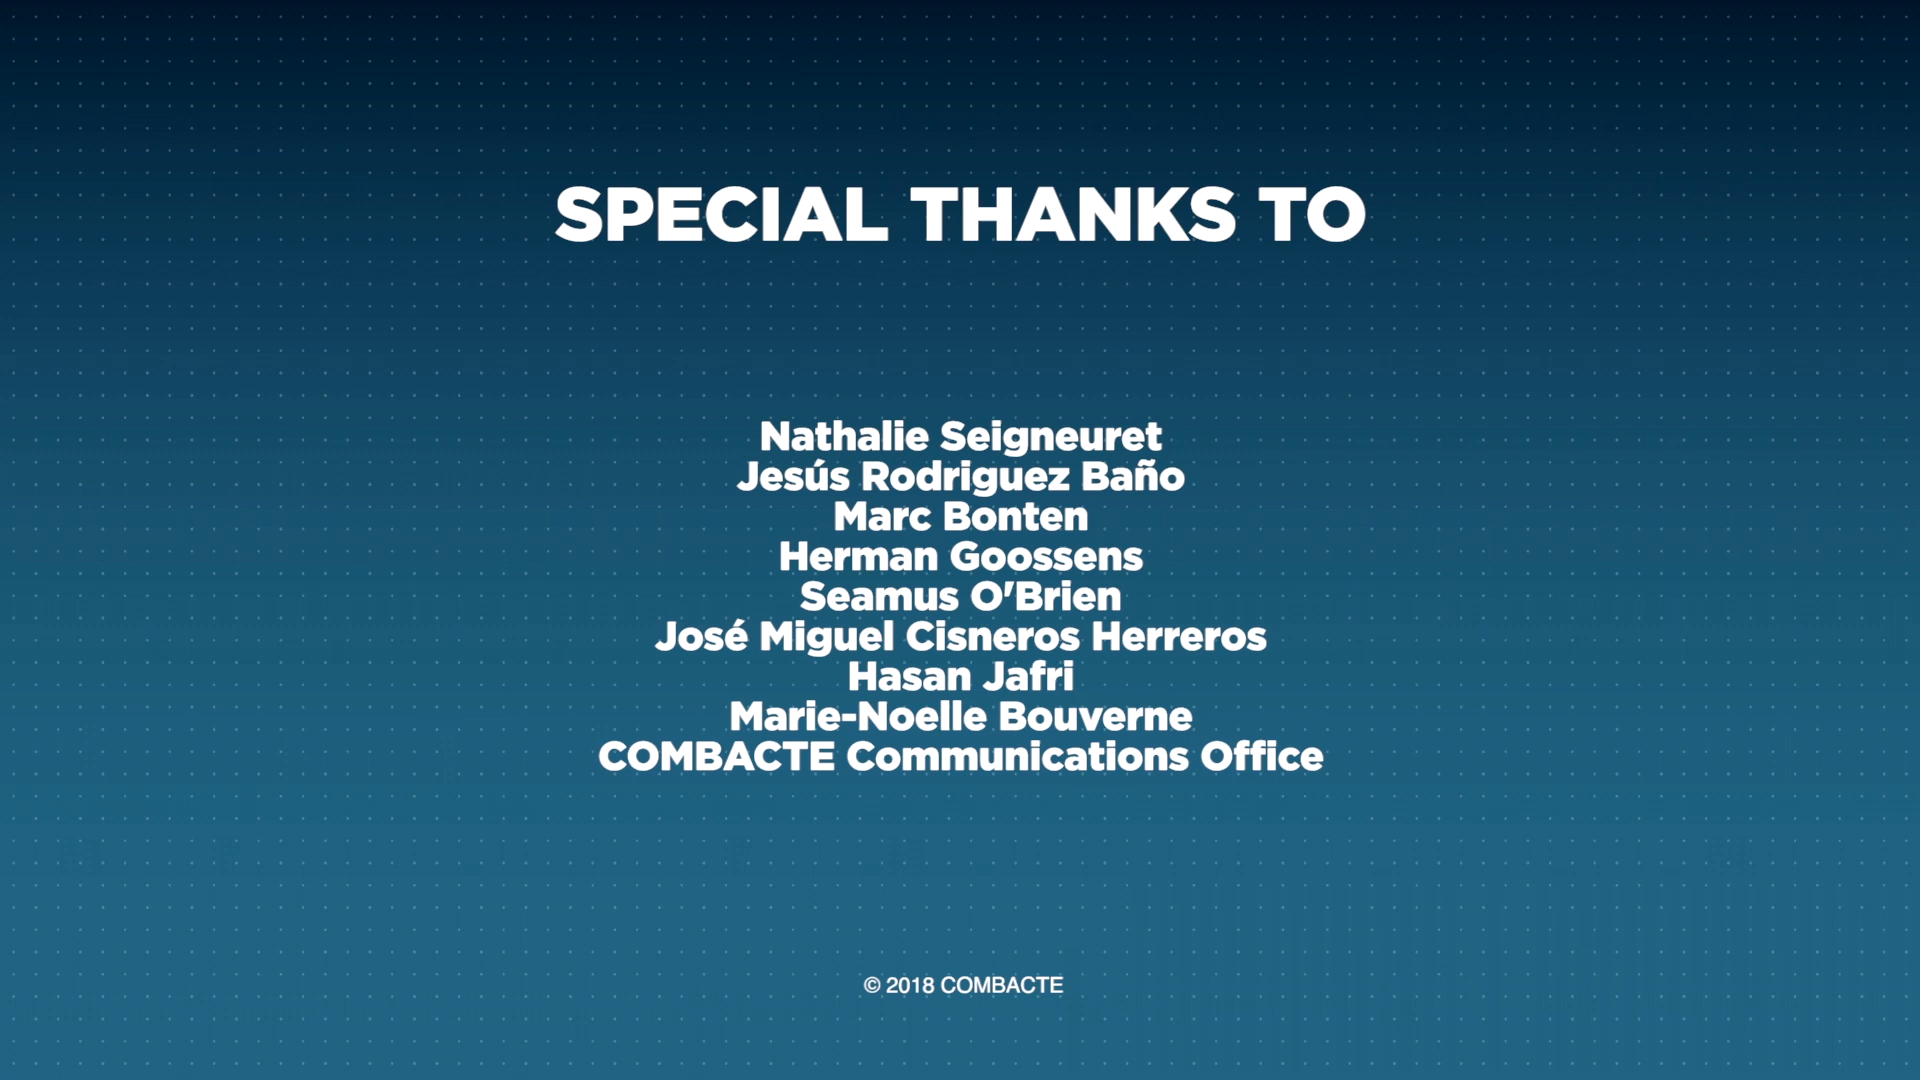 SPECIAL THANKS TO
Nathalie Seigneuret
Jesús Rodriguez Baño
Marc Bonten
Herman Goossens
Seamus O'Brien
José Miguel Cisneros Herreros
Hasan Jafri
Marie-Noelle Bouverne
COMBACTE Communications Office
© 2018 COMBACTE